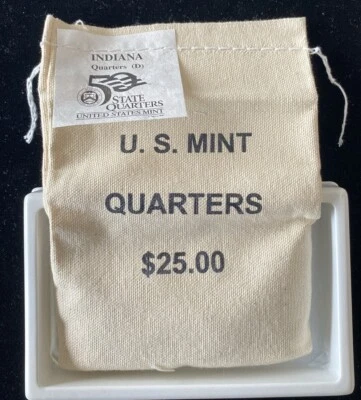 INDIANA
Quarters (D)
50
STATE
QUARTERS
UNITED STATES MINT
U. S. MINT
QUARTERS
$25.00